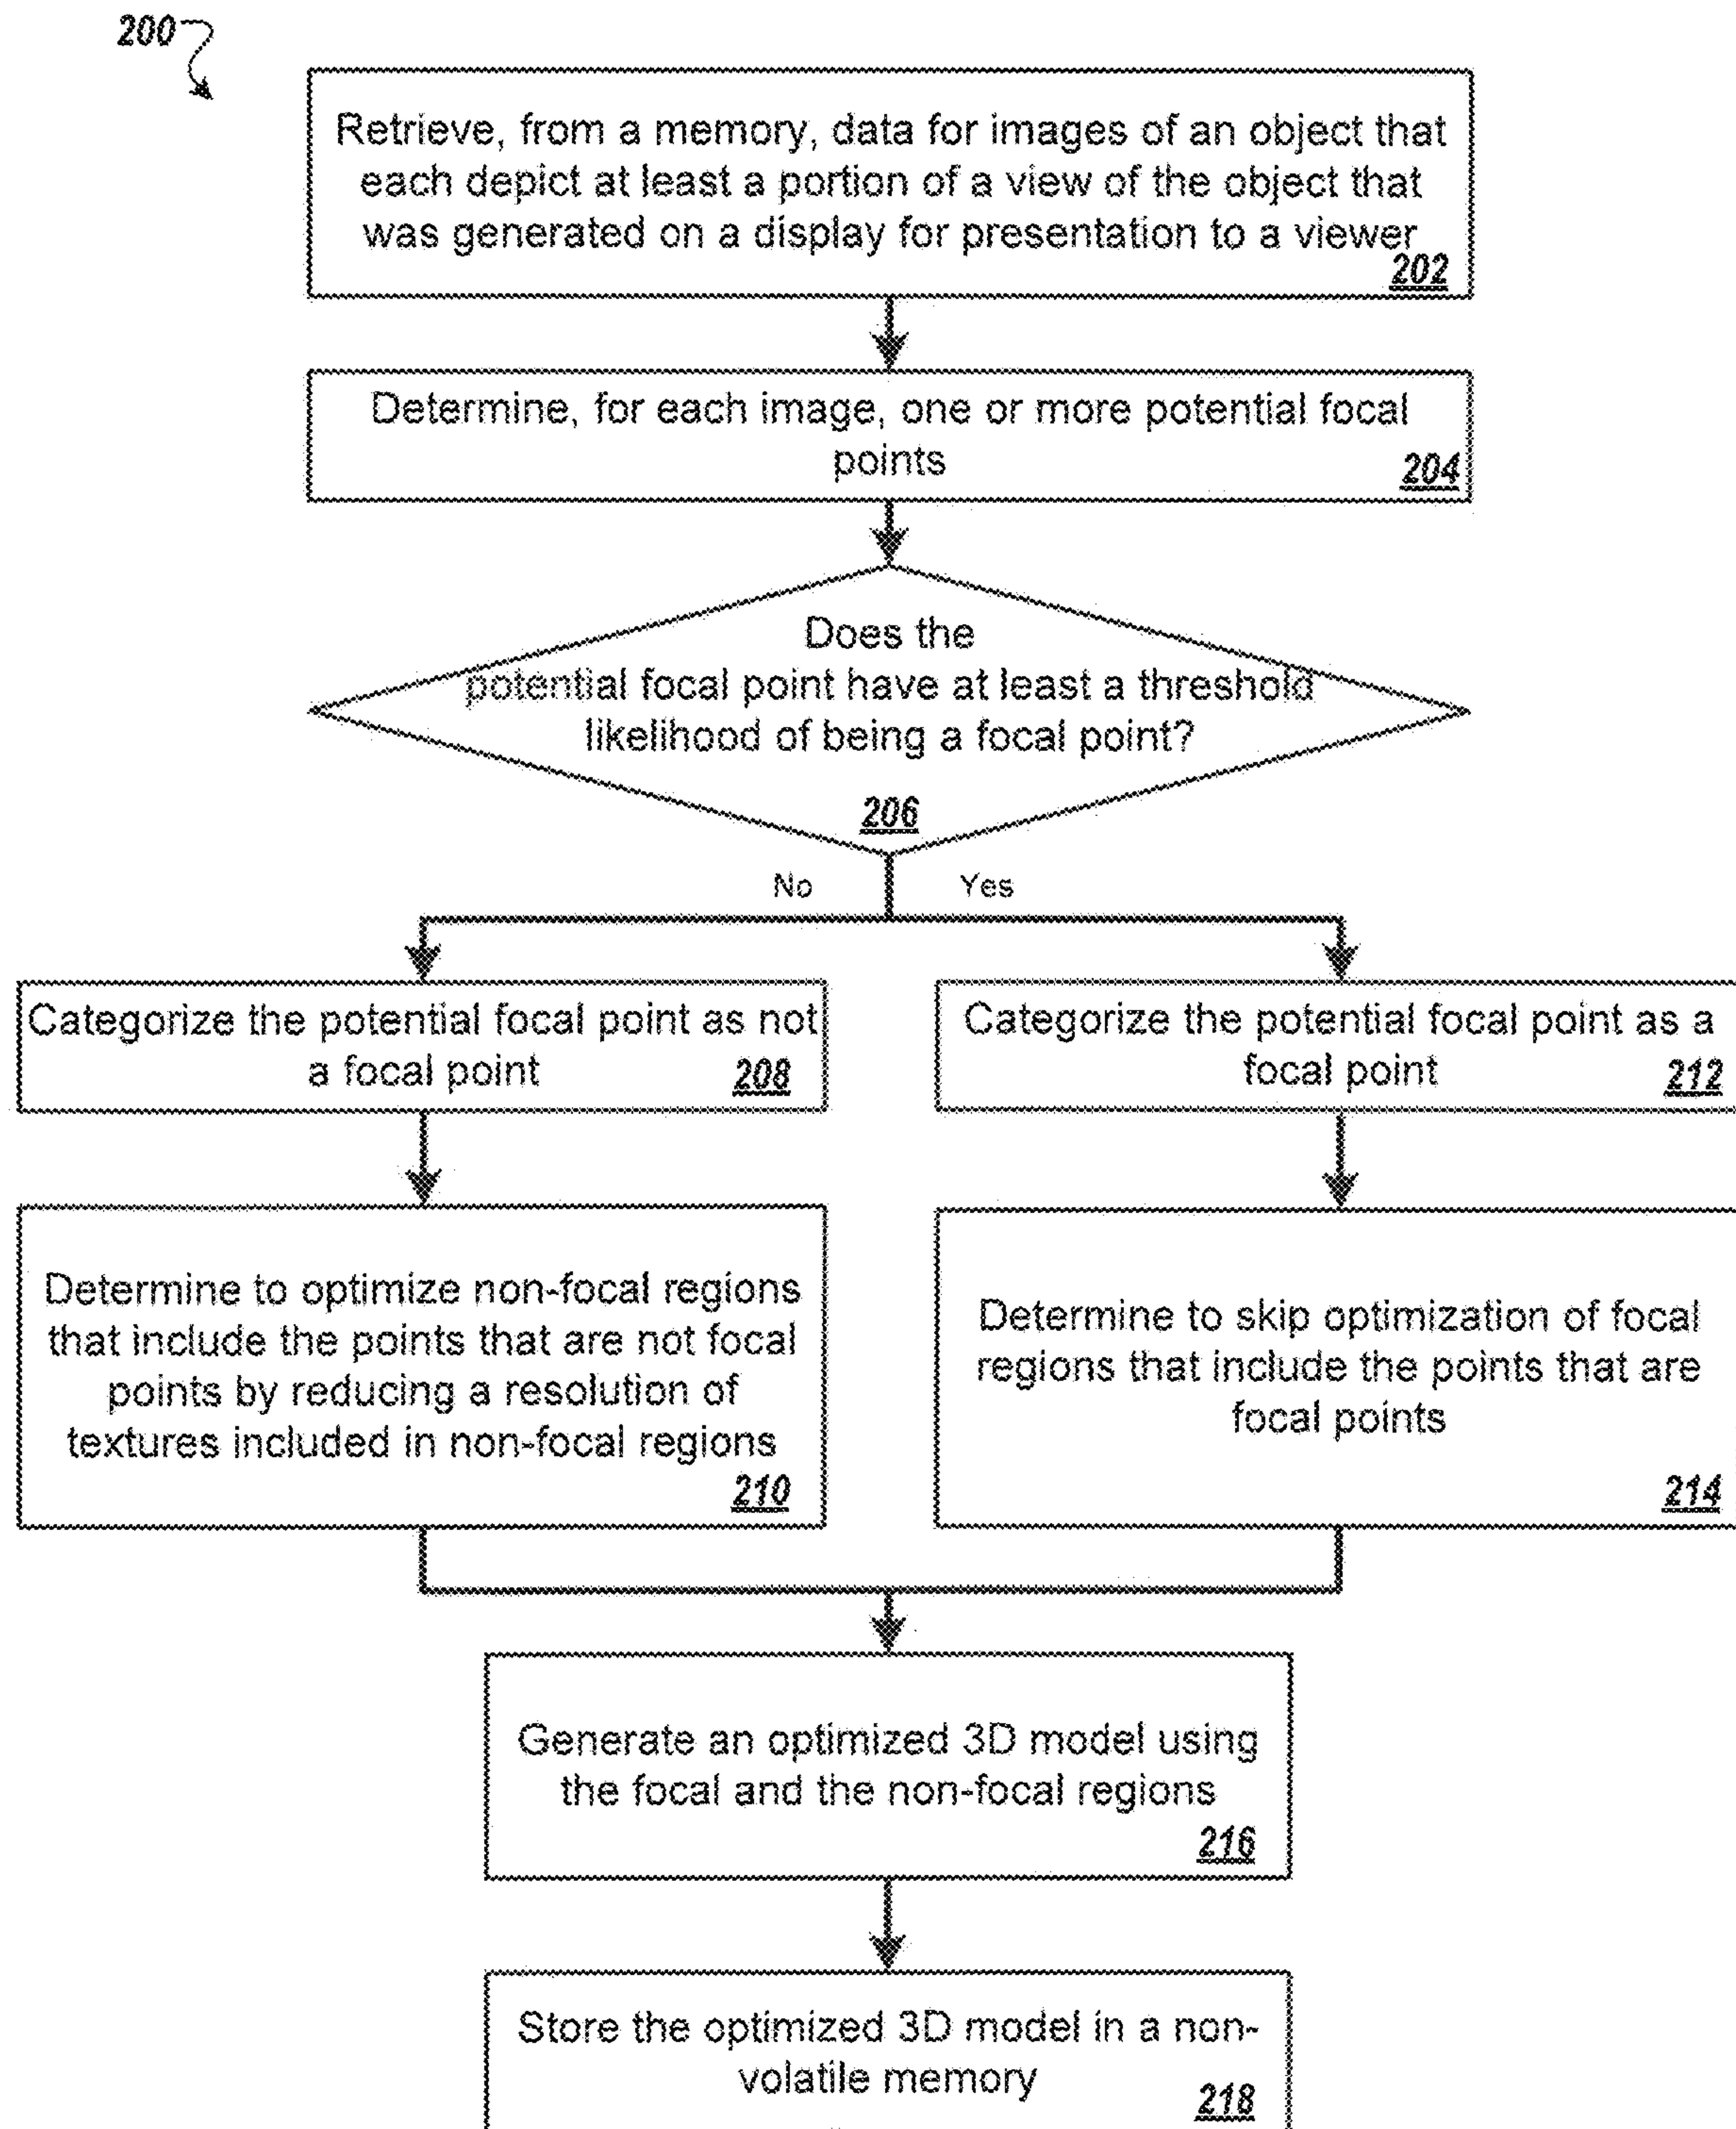 200
Retrieve, from a memory, data for images of an object that
each depict at least a portion of a view of the object that
was generated on a display for presentation to a viewer
202
Determine, for each image, one or more potential focal
points
204
Does the
potential focal point have at least a threshold
likelihood of being a focal point?
206
No
Yes
Categorize the potential focal point as not
a focal point
208
Categorize the potential focal point as a
focal point
212
Determine to optimize non-focal regions
that include the points that are not focal
points by reducing a resolution of
textures included in non-focal regions
210
Determine to skip optimization of focal
regions that include the points that are
focal points
214
Generate an optimized 3D model using
the focal and the non-focal regions
216
Store the optimized 3D model in a non-
volatile memory
218